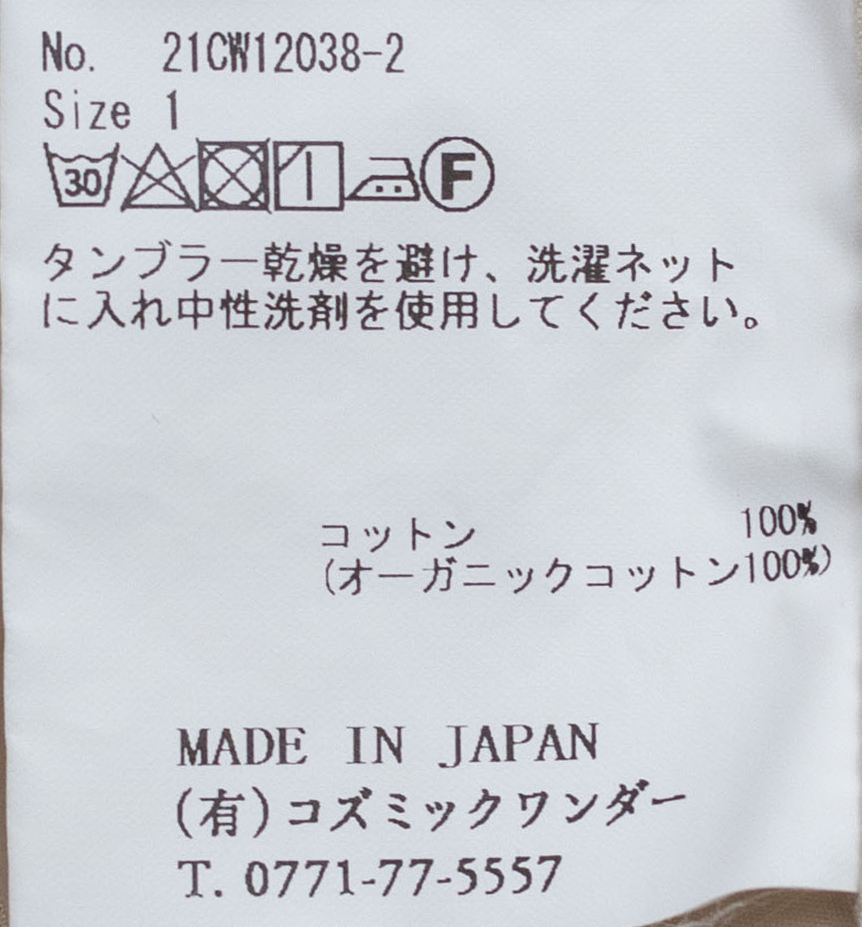 No. 21CW12038-2
Size 1
30 F
タンブラー乾燥を避け、洗濯ネット
に入れ中性洗剤を使用してください。
コットン 100%
(オーガニックコットン100%)
MADE IN JAPAN
(有)コズミックワンダー
T. 0771-77-5557